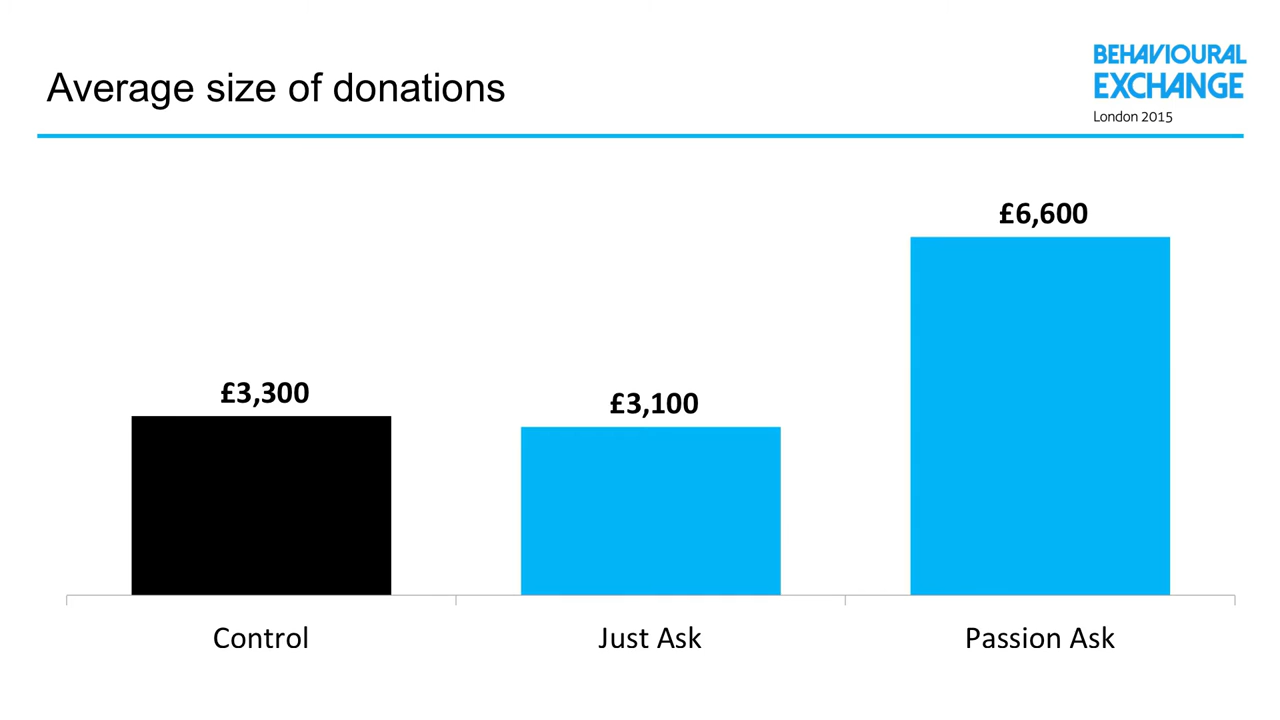 Average size of donations
BEHAVIOURAL
EXCHANGE
London 2015
£6,600
£3,300
£3,100
Control
Just Ask
Passion Ask